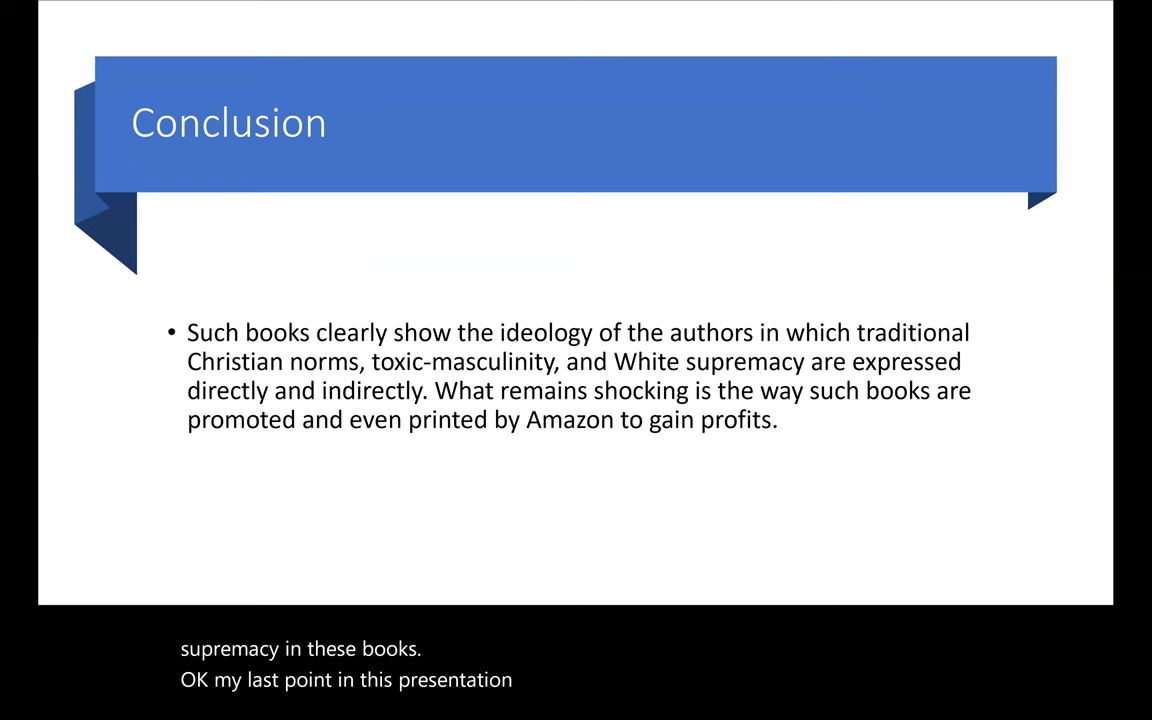 Conclusion
• Such books clearly show the ideology of the authors in which traditional
Christian norms, toxic-masculinity, and White supremacy are expressed
directly and indirectly. What remains shocking is the way such books are
promoted and even printed by Amazon to gain profits.
supremacy in these books.
OK my last point in this presentation